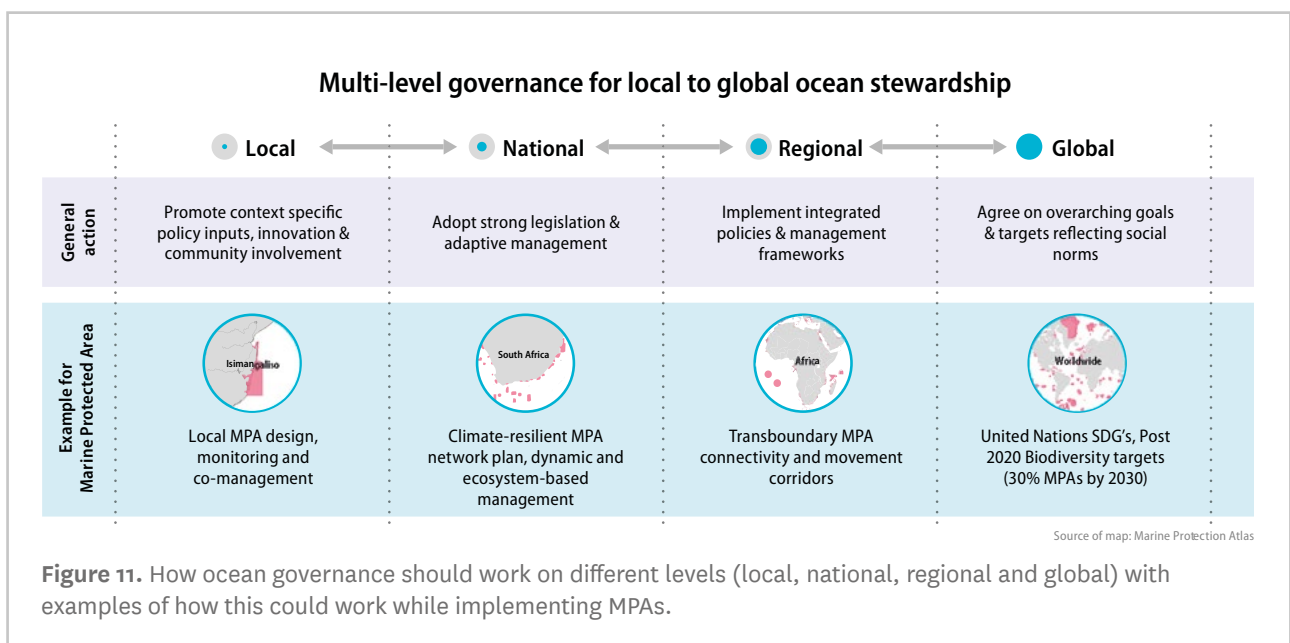 Multi-level governance for local to global ocean stewardship
Local
National
Regional
Global
General
action
Promote context specific
policy inputs, innovation &
community involvement
Adopt strong legislation &
adaptive management
Implement integrated
policies & management
frameworks
Agree on overarching goals
& targets reflecting social
norms
Example for
Marine Protected Area
Isimangaliso
South Africa
Africa
Worldwide
Local MPA design,
monitoring and
co-management
Climate-resilient MPA
network plan, dynamic and
ecosystem-based
management
Transboundary MPA
connectivity and movement
corridors
United Nations SDG's, Post
2020 Biodiversity targets
(30% MPAs by 2030)
Source of map: Marine Protection Atlas
Figure 11. How ocean governance should work on different levels (local, national, regional and global) with
examples of how this could work while implementing MPAs.